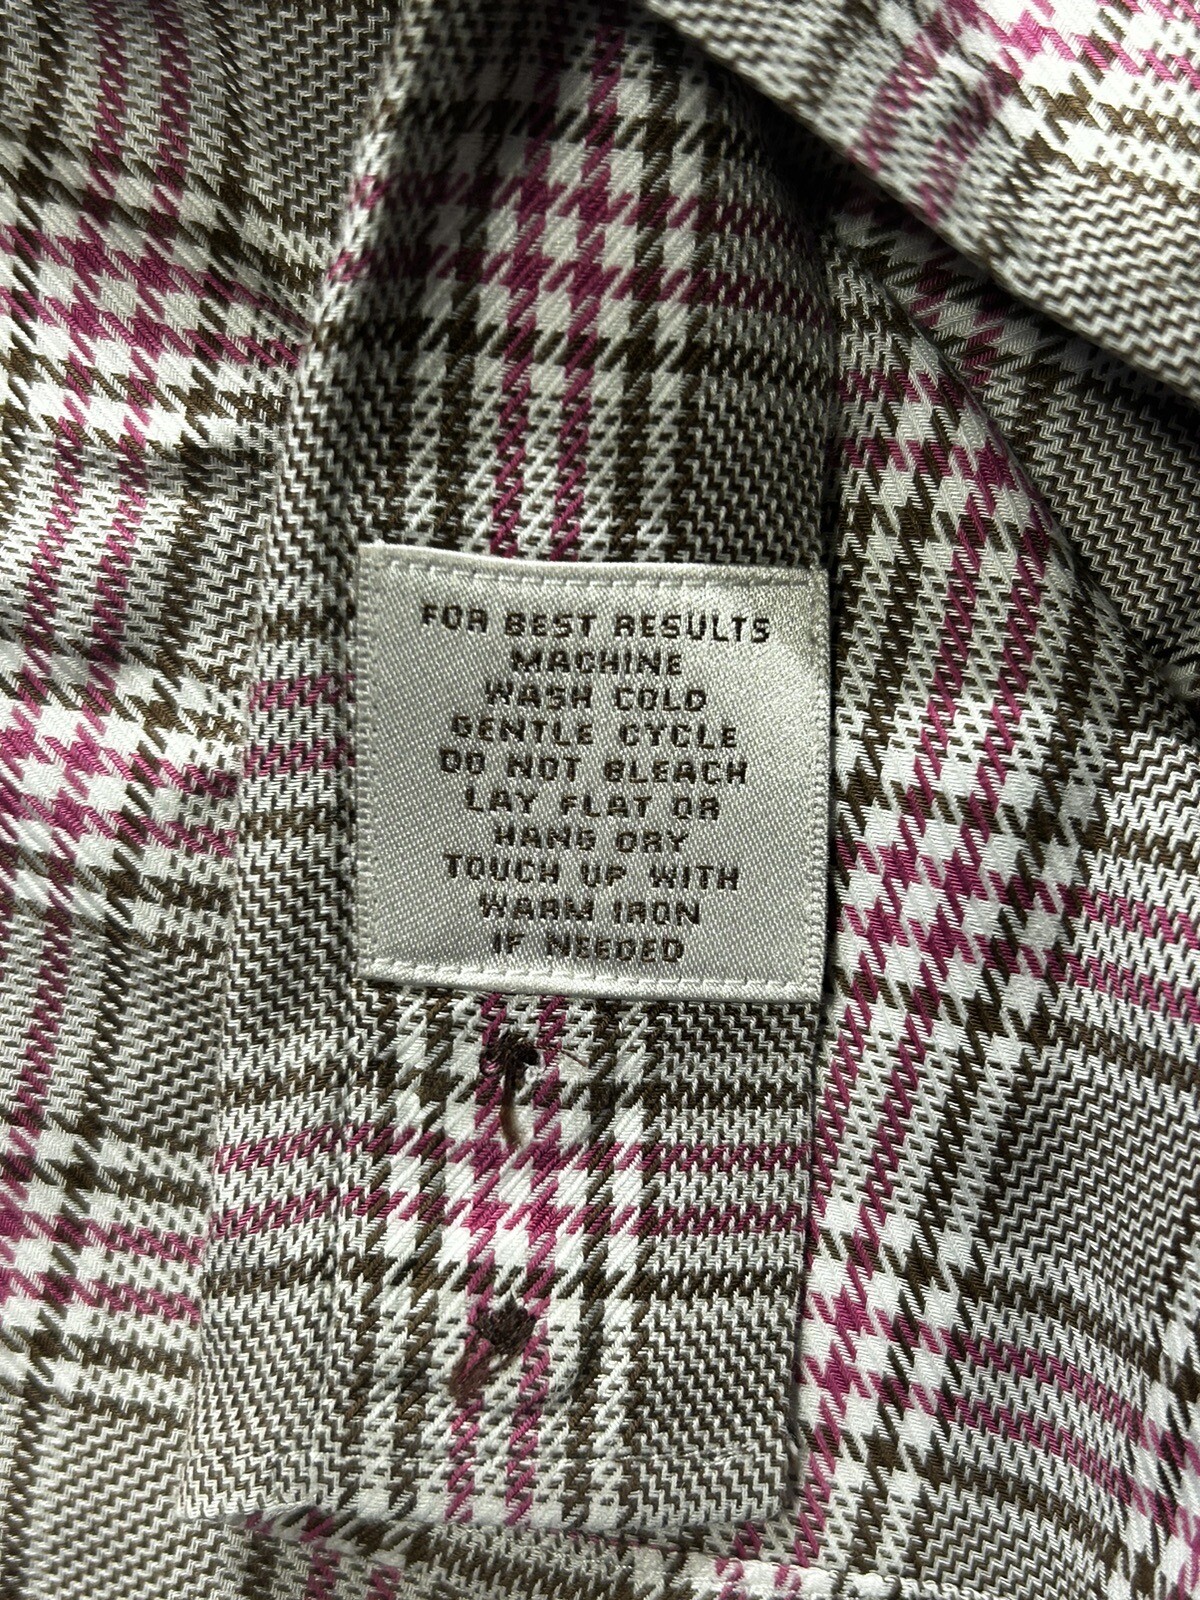 FOR BEST RESULTS
MACHINE
WASH COLD
GENTLE CYCLE
DO NOT BLEACH
LAY FLAT OR
HANG DRY
TOUCH UP WITH
WARM IRON
IF NEEDED